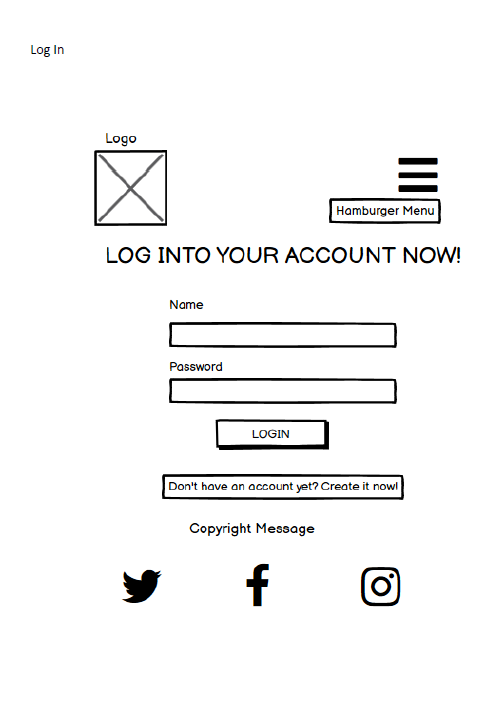 Log In
Logo
Hamburger Menu
LOG INTO YOUR ACCOUNT NOW!
Name
Password
LOGIN
Don't have an account yet? Create it now!
Copyright Message